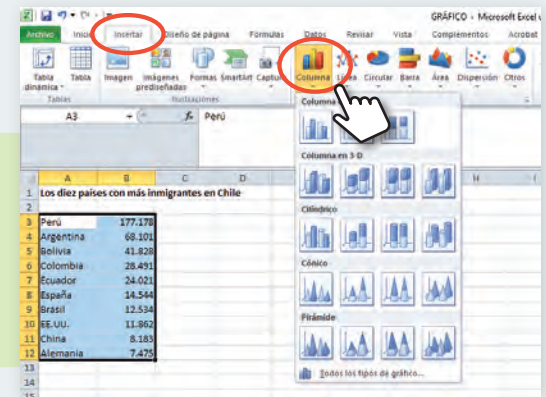 GRÁFICO - Microsoft Excel
Archivo Inicio Insertar Diseño de página Fórmulas Datos Revisar Vista Complementos Acrobat
Tabla dinámica Tabla Imagen Imágenes prediseñadas Formas SmartArt Captura Columna Línea Circular Barra Área Dispersión Otros
Tablas Ilustraciones
A3 fx Perú
Columna
Columna en 3-D
Cilíndrico
Cónico
Pirámide
Todos los tipos de gráfico...
A B C D H I
1 Los diez países con más inmigrantes en Chile
2
3 Perú 177.178
4 Argentina 68.101
5 Bolivia 41.828
6 Colombia 28.491
7 Ecuador 24.021
8 España 14.544
9 Brasil 12.534
10 EE.UU. 11.862
11 China 8.183
12 Alemania 7.475
13
14
15